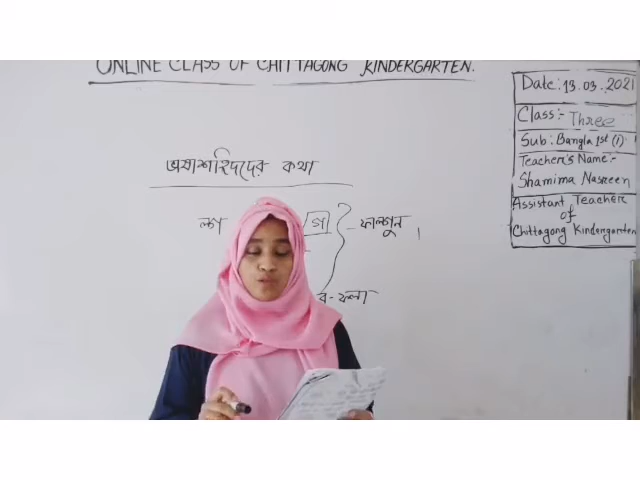 ONLINE CLASS OF CHITTAGONG KINDERGARTEN.
Date: 13.03.2021
Class:- Three
Sub: Bangla 1st (1)
Teacher's Name:-
Shamima Nasreen
Assistant Teacher
of
Chittagong Kindergarten
ভাষাশহিদদের কথা
ল্গ গ - ফাল্গুন ।
ব-ফলা